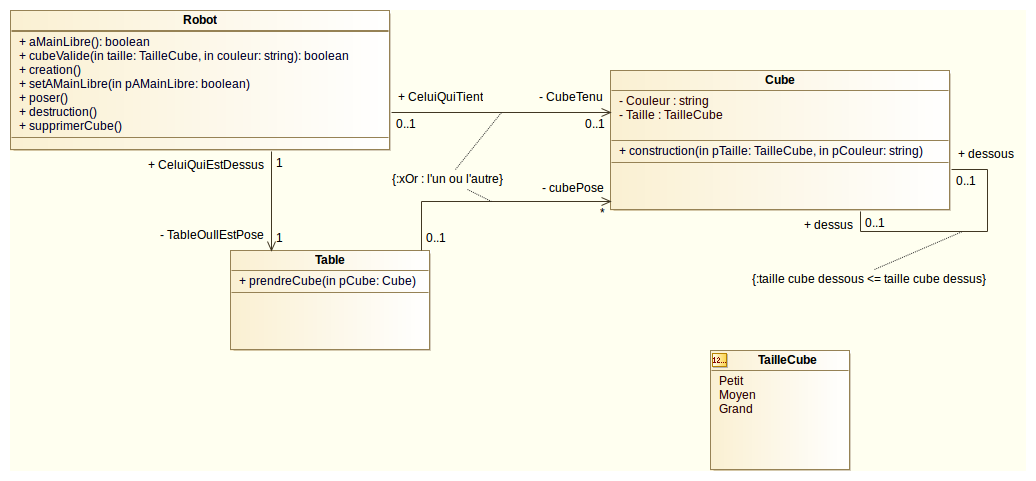 Robot
+ aMainLibre(): boolean
+ cubeValide(in taille: TailleCube, in couleur: string): boolean
+ creation()
+ setAMainLibre(in pAMainLibre: boolean)
+ poser()
+ destruction()
+ supprimerCube()
+ CeluiQuiTient
- CubeTenu
0..1
0..1
Cube
- Couleur : string
- Taille : TailleCube
+ construction(in pTaille: TailleCube, in pCouleur: string)
+ dessous
0..1
+ dessus
0..1
{:taille cube dessous <= taille cube dessus}
{:xOr : l'un ou l'autre}
- cubePose
*
0..1
+ CeluiQuiEstDessus
1
- TableOuIlEstPose
1
Table
+ prendreCube(in pCube: Cube)
12...
TailleCube
Petit
Moyen
Grand